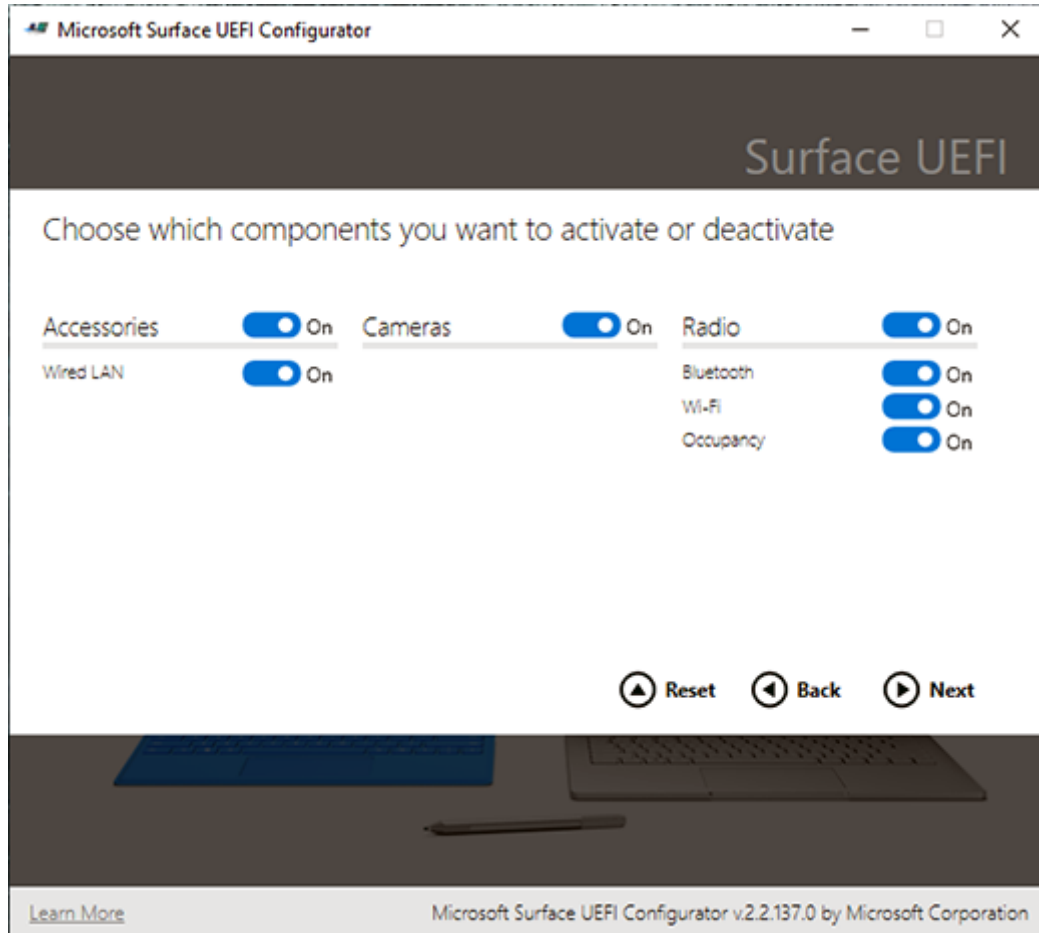 Microsoft Surface UEFI Configurator
Surface UEFI
Choose which components you want to activate or deactivate
Accessories On Cameras On Radio On
Wired LAN On Bluetooth On
Wi-Fi On
Occupancy On
Reset Back Next
Learn More Microsoft Surface UEFI Configurator v.2.2.137.0 by Microsoft Corporation